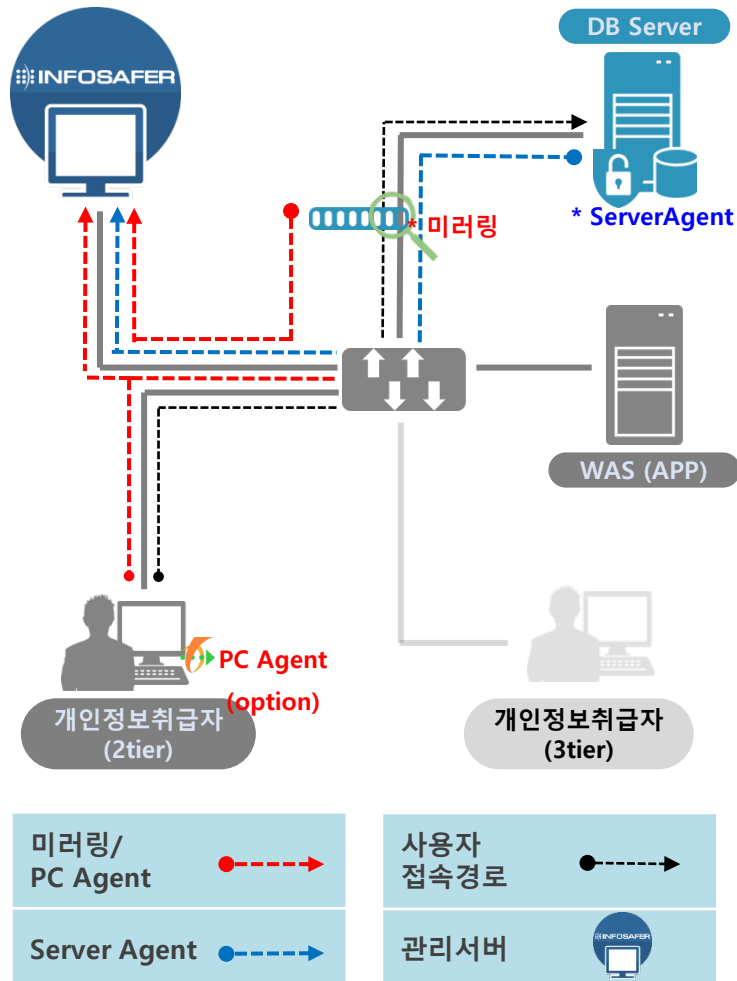 INFOSAFER
DB Server
* ServerAgent
* 미러링
WAS (APP)
PC Agent
(option)
개인정보취급자
(2tier)
개인정보취급자
(3tier)
미러링/
PC Agent
사용자
접속경로
Server Agent
관리서버
INFOSAFER